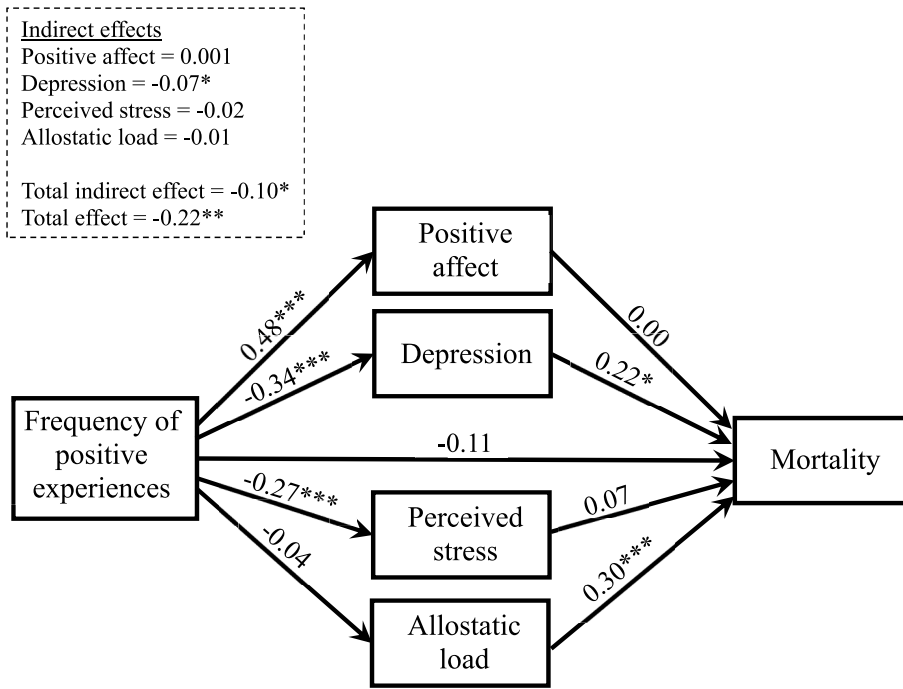 Indirect effects
Positive affect = 0.001
Depression = -0.07*
Perceived stress = -0.02
Allostatic load = -0.01
Total indirect effect = -0.10*
Total effect = -0.22**
Positive
affect
0.48***
0.00
Depression
-0.34***
0.22*
Frequency of
positive
experiences
-0.11
Mortality
-0.27***
Perceived
stress
0.07
-0.04
0.30***
Allostatic
load